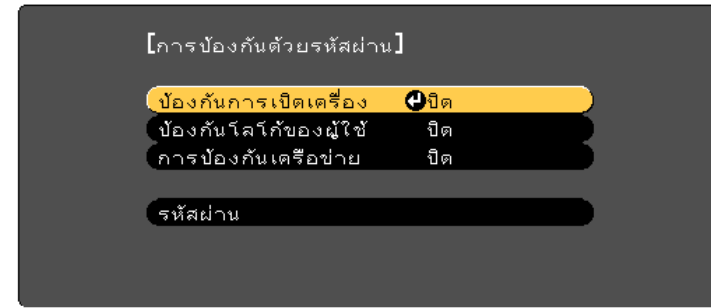 [การป้องกันด้วยรหัสผ่าน]
ป้องกันการเปิดเครื่อง ปิด
ป้องกันโลโก้ของผู้ใช้ ปิด
การป้องกันเครือข่าย ปิด
รหัสผ่าน